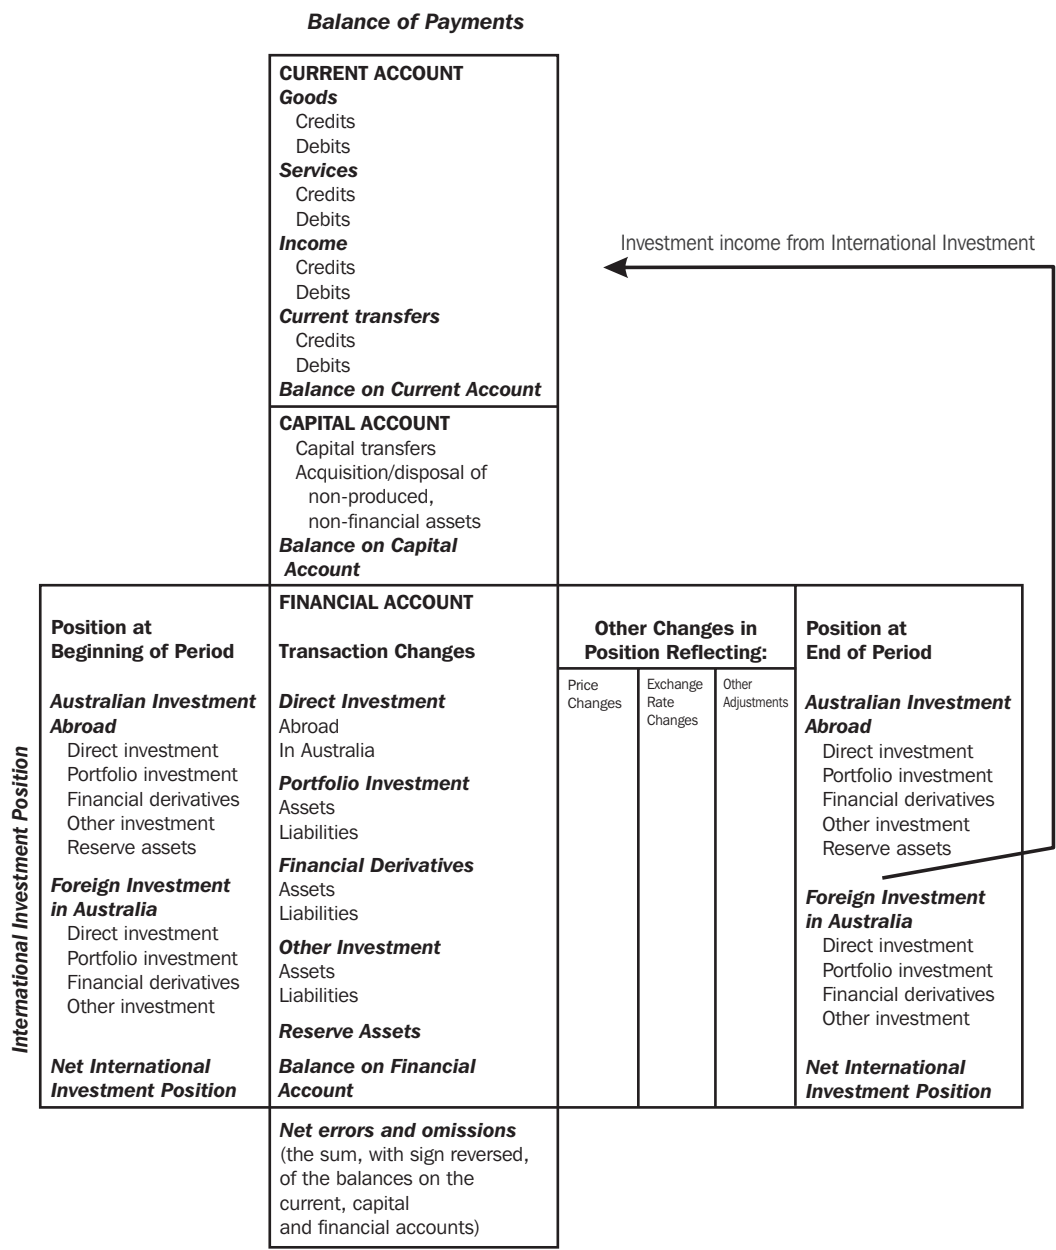 Balance of Payments
CURRENT ACCOUNT
Goods
Credits
Debits
Services
Credits
Debits
Income
Credits
Debits
Current transfers
Credits
Debits
Balance on Current Account
Investment income from International Investment
CAPITAL ACCOUNT
Capital transfers
Acquisition/disposal of
non-produced,
non-financial assets
Balance on Capital
Account
International Investment Position
Position at
Beginning of Period
Australian Investment
Abroad
Direct investment
Portfolio investment
Financial derivatives
Other investment
Reserve assets
Foreign Investment
in Australia
Direct investment
Portfolio investment
Financial derivatives
Other investment
Net International
Investment Position
FINANCIAL ACCOUNT
Transaction Changes
Direct Investment
Abroad
In Australia
Portfolio Investment
Assets
Liabilities
Financial Derivatives
Assets
Liabilities
Other Investment
Assets
Liabilities
Reserve Assets
Balance on Financial
Account
Other Changes in
Position Reflecting:
Price
Changes
Exchange
Rate
Changes
Other
Adjustments
Position at
End of Period
Australian Investment
Abroad
Direct investment
Portfolio investment
Financial derivatives
Other investment
Reserve assets
Foreign Investment
in Australia
Direct investment
Portfolio investment
Financial derivatives
Other investment
Net International
Investment Position
Net errors and omissions
(the sum, with sign reversed,
of the balances on the
current, capital
and financial accounts)